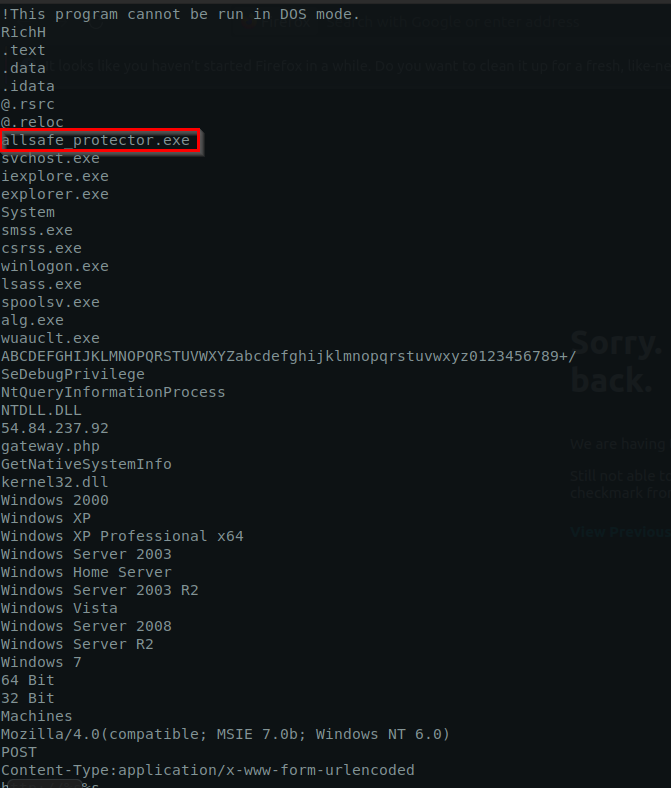 !This program cannot be run in DOS mode.
RichH
.text
.data
looks like you haven't started Firefox in a while. Do you want to clean it up for a fresh, like-ne
.idata
@.rsrc
@.reloc
allsafe_protector.exe
svchost.exe
iexplore.exe
explorer.exe
System
smss.exe
csrss.exe
winlogon.exe
lsass.exe
spoolsv.exe
alg.exe
wuauclt.exe
ABCDEFGHIJKLMNOPQRSTUVWXYZabcdefghijklmnopqrstuvwxyz0123456789+/
Sorry.
SeDebugPrivilege
back.
NtQueryInformationProcess
NTDLL.DLL
54.84.237.92
gateway.php
We are having
GetNativeSystemInfo
kernel32.dll
Still not able to
Windows 2000
checkmark from
Windows XP
Windows XP Professional x64
View Previous
Windows Server 2003
Windows Home Server
Windows Server 2003 R2
Windows Vista
Windows Server 2008
Windows Server R2
Windows 7
64 Bit
32 Bit
Machines
Mozilla/4.0(compatible; MSIE 7.0b; Windows NT 6.0)
POST
Content-Type:application/x-www-form-urlencoded